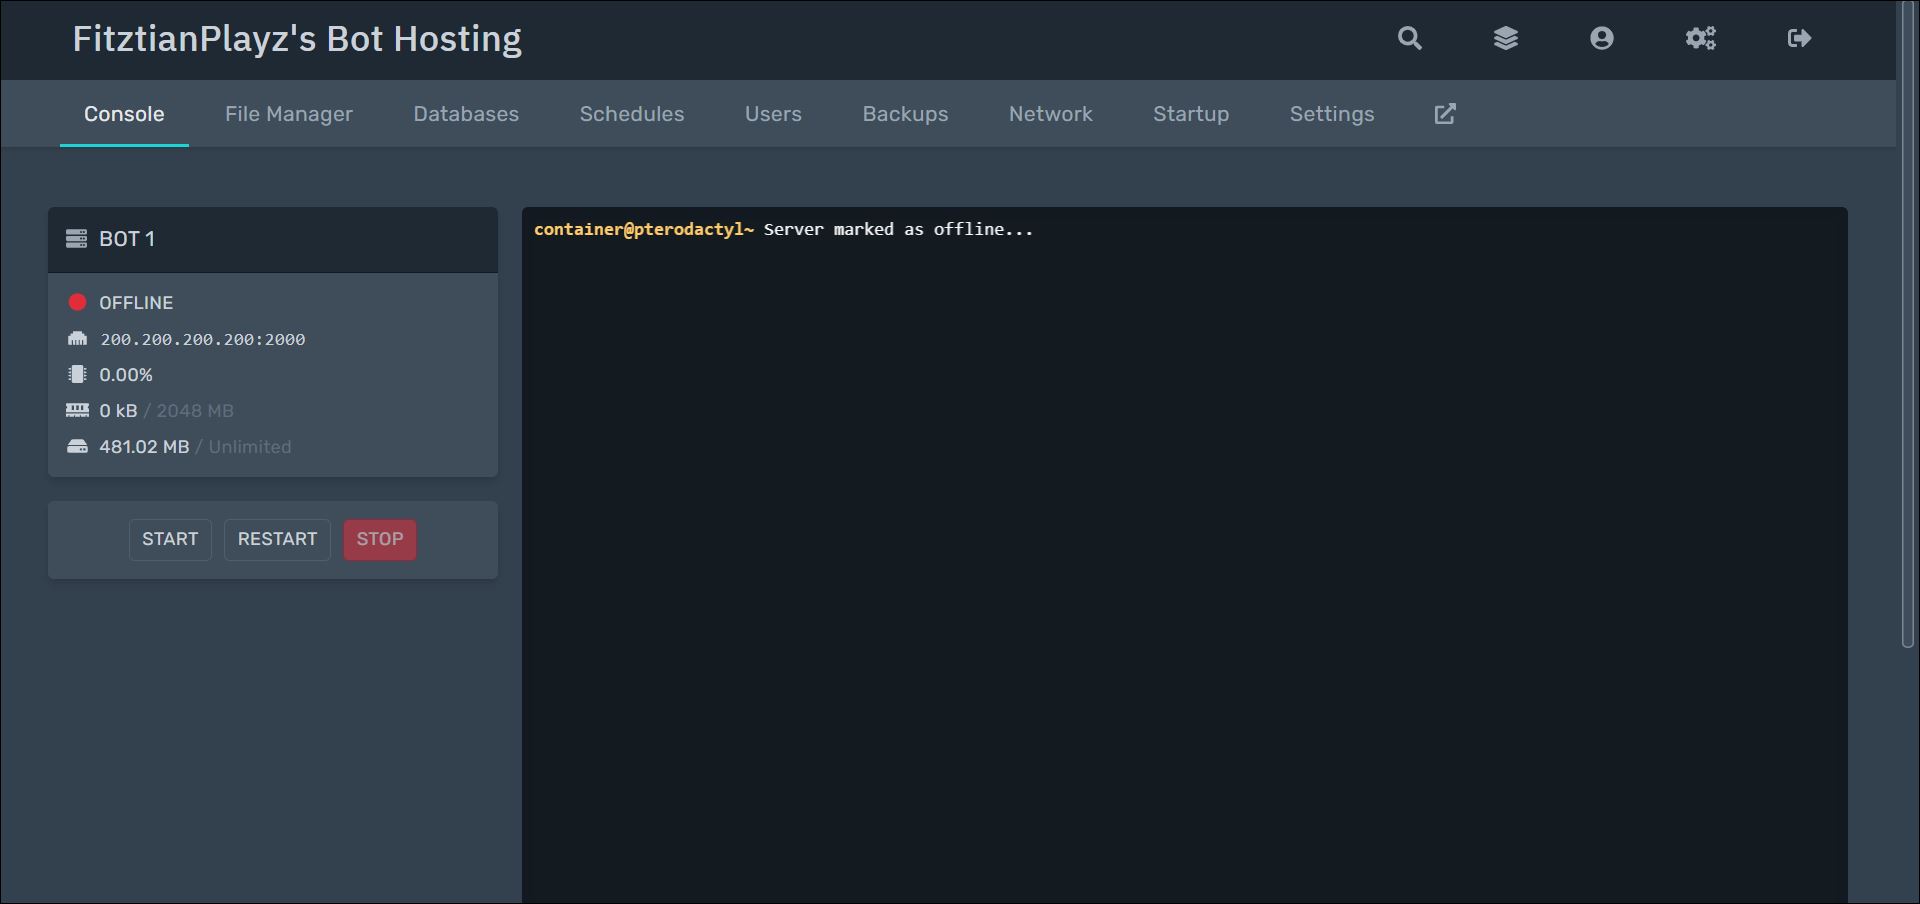 FitztianPlayz's Bot Hosting
Console File Manager Databases Schedules Users Backups Network Startup Settings
BOT 1
OFFLINE
200.200.200.200:2000
0.00%
0 kB / 2048 MB
481.02 MB / Unlimited
START RESTART STOP
container@pterodactyl~ Server marked as offline...